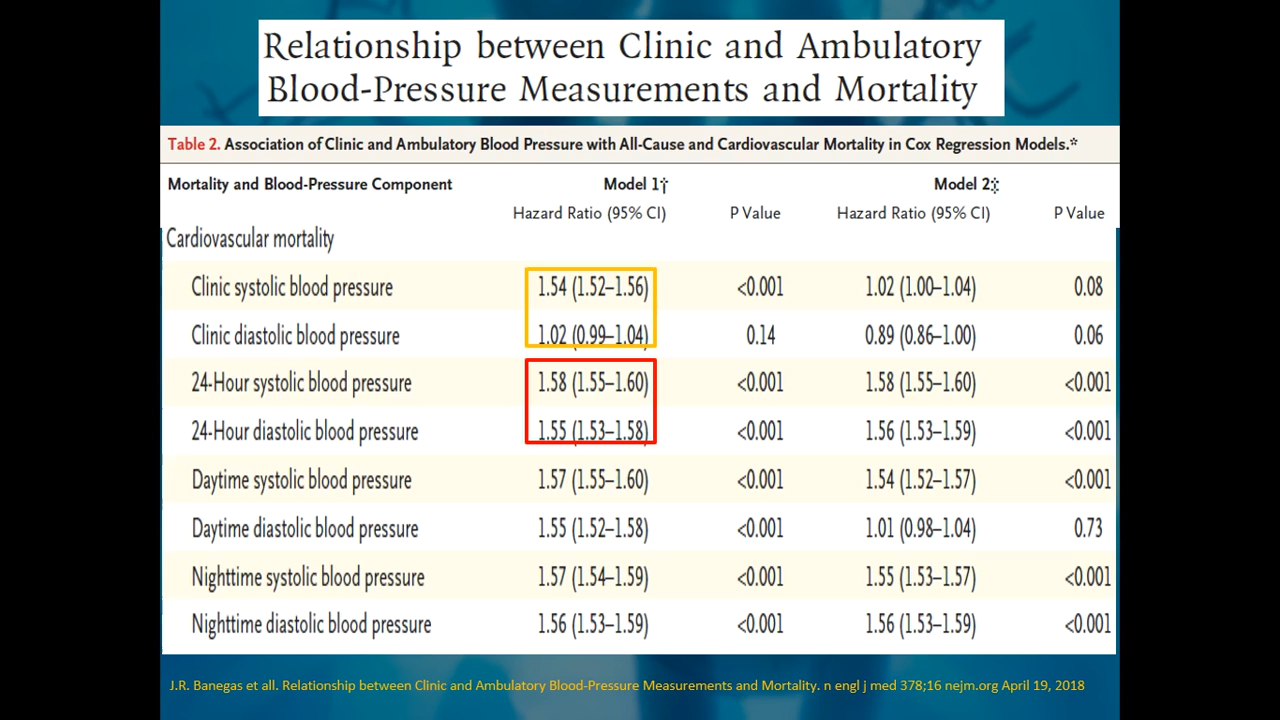 Relationship between Clinic and Ambulatory
Blood-Pressure Measurements and Mortality
Table 2. Association of Clinic and Ambulatory Blood Pressure with All-Cause and Cardiovascular Mortality in Cox Regression Models.*
Mortality and Blood-Pressure Component Model 1† Model 2‡
Hazard Ratio (95% CI) P Value Hazard Ratio (95% CI) P Value
Cardiovascular mortality
Clinic systolic blood pressure 1.54 (1.52–1.56) <0.001 1.02 (1.00–1.04) 0.08
Clinic diastolic blood pressure 1.02 (0.99–1.04) 0.14 0.89 (0.86–1.00) 0.06
24-Hour systolic blood pressure 1.58 (1.55–1.60) <0.001 1.58 (1.55–1.60) <0.001
24-Hour diastolic blood pressure 1.55 (1.53–1.58) <0.001 1.56 (1.53–1.59) <0.001
Daytime systolic blood pressure 1.57 (1.55–1.60) <0.001 1.54 (1.52–1.57) <0.001
Daytime diastolic blood pressure 1.55 (1.52–1.58) <0.001 1.01 (0.98–1.04) 0.73
Nighttime systolic blood pressure 1.57 (1.54–1.59) <0.001 1.55 (1.53–1.57) <0.001
Nighttime diastolic blood pressure 1.56 (1.53–1.59) <0.001 1.56 (1.53–1.59) <0.001
J.R. Banegas et all. Relationship between Clinic and Ambulatory Blood-Pressure Measurements and Mortality. n engl j med 378;16 nejm.org April 19, 2018